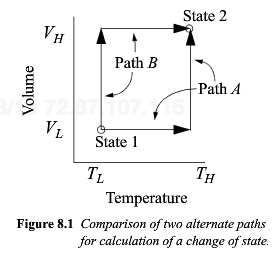 State 2
V_H
Path B
Path A
Volume
V_L
State 1
T_L
T_H
Temperature
Figure 8.1 Comparison of two alternate paths
for calculation of a change of state.